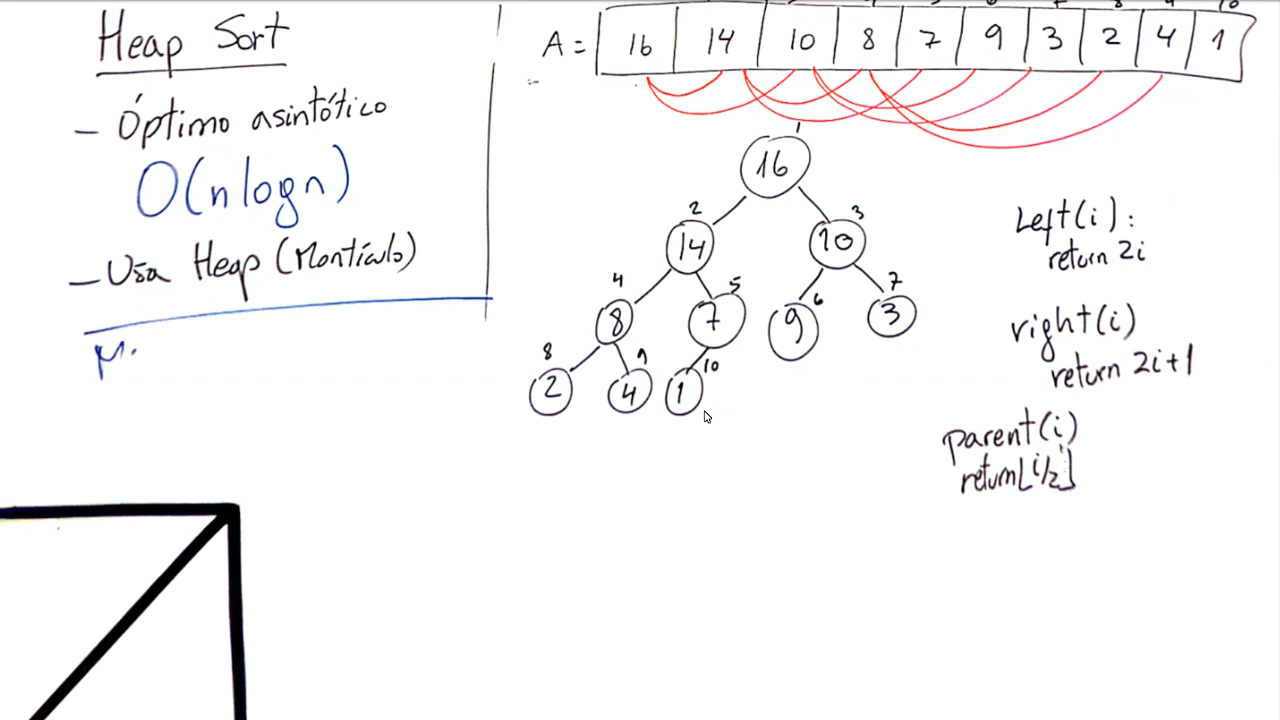 Heap Sort
- Óptimo asintótico
O(n log n)
- Usa Heap (Montículo)
M.
A = 16 14 10 8 7 9 3 2 4 1
1
16
2 3
14 10
4 5 6 7
8 7 9 3
8 9 10
2 4 1
Left(i):
return 2i
right(i)
return 2i+1
parent(i)
return⌊i/2⌋